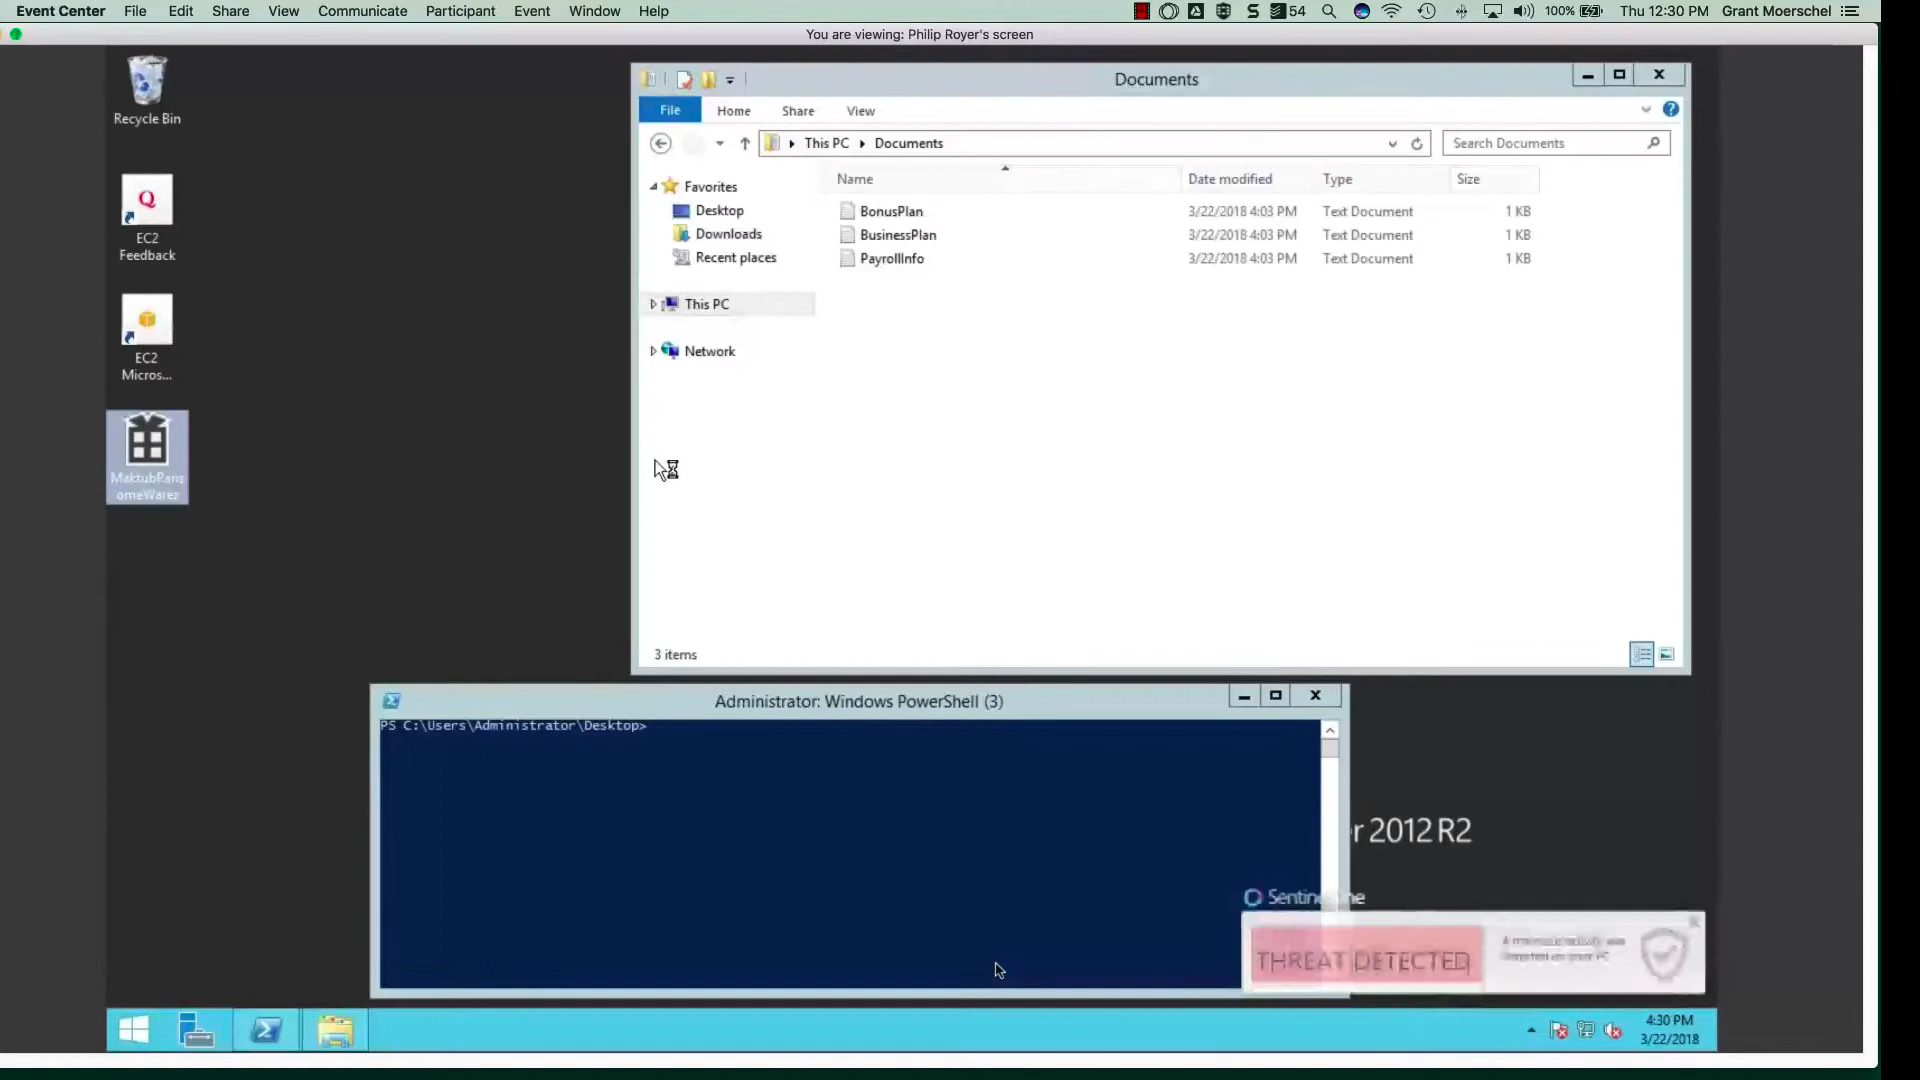 Event Center File Edit Share View Communicate Participant Event Window Help 54 100% Thu 12:30 PM Grant Moerschel
You are viewing: Philip Royer's screen
Recycle Bin
EC2
Feedback
EC2
Micros...
MaktubRans
omeWarez
Documents
File Home Share View
This PC Documents Search Documents
Name Date modified Type Size
Favorites
Desktop
Downloads
Recent places
This PC
Network
BonusPlan 3/22/2018 4:03 PM Text Document 1 KB
BusinessPlan 3/22/2018 4:03 PM Text Document 1 KB
PayrollInfo 3/22/2018 4:03 PM Text Document 1 KB
3 items
Administrator: Windows PowerShell (3)
PS C:\Users\Administrator\Desktop>
r 2012 R2
THREAT DETECTED
4:30 PM
3/22/2018